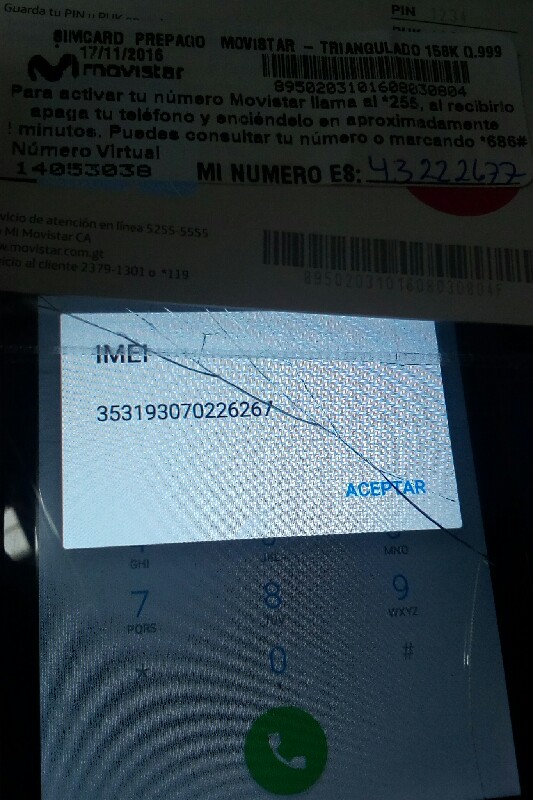 Guarda tu PIN
PIN 1234
SIMCARD PREPAGO MOVISTAR - TRIANGULADO 158K Q.999
17/11/2016
movistar
8950203101608030804
Para activar tu número Movistar llama al *255, al recibirlo
apaga tu teléfono y enciéndelo en aproximadamente
minutos. Puedes consultar tu número o marcando *686#
Número Virtual
14053038
MI NUMERO ES: 43222677
vicio de atención en línea 5255-5555
Mi Movistar CA
w.movistar.com.gt
icio al cliente 2379-1301 o *119
8950203101608030804F
IMEI
353193070226267
ACEPTAR
GHI
JKL
MNO
7
PQRS
8
9
WXYZ
*
0
#